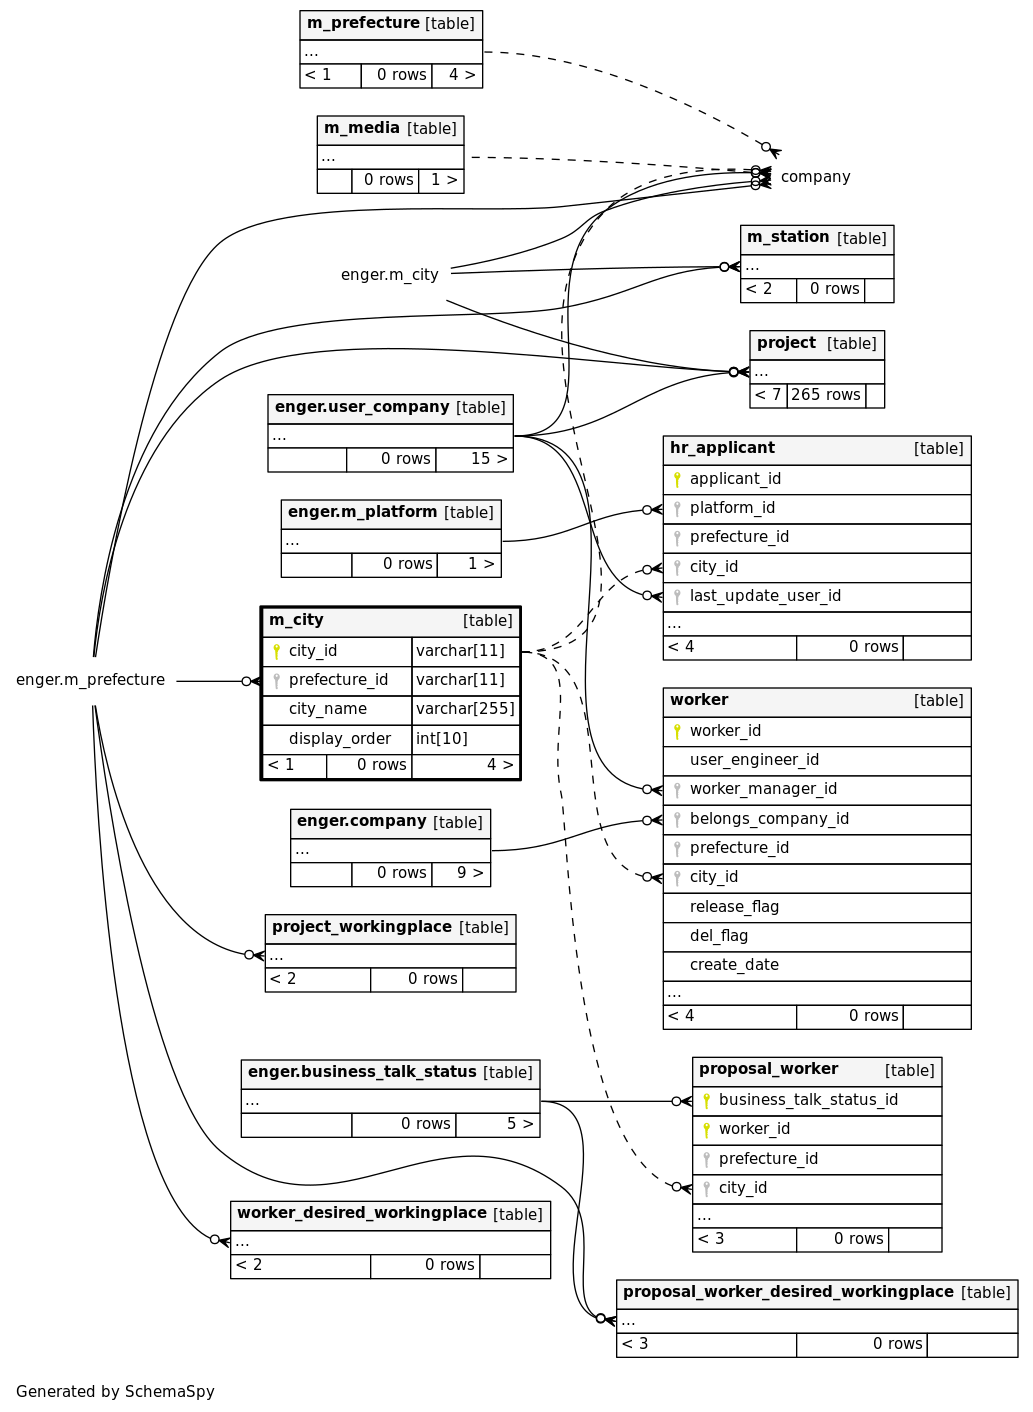 m_prefecture [table]
...
< 1 0 rows 4 >
m_media [table]
...
0 rows 1 >
company
m_station [table]
...
< 2 0 rows
enger.m_city
project [table]
...
< 7 265 rows
enger.user_company [table]
...
0 rows 15 >
hr_applicant [table]
applicant_id
platform_id
prefecture_id
city_id
last_update_user_id
...
< 4 0 rows
enger.m_platform [table]
...
0 rows 1 >
m_city [table]
city_id varchar[11]
prefecture_id varchar[11]
city_name varchar[255]
display_order int[10]
< 1 0 rows 4 >
enger.m_prefecture
worker [table]
worker_id
user_engineer_id
worker_manager_id
belongs_company_id
prefecture_id
city_id
release_flag
del_flag
create_date
...
< 4 0 rows
enger.company [table]
...
0 rows 9 >
project_workingplace [table]
...
< 2 0 rows
enger.business_talk_status [table]
...
0 rows 5 >
proposal_worker [table]
business_talk_status_id
worker_id
prefecture_id
city_id
...
< 3 0 rows
worker_desired_workingplace [table]
...
< 2 0 rows
proposal_worker_desired_workingplace [table]
...
< 3 0 rows
Generated by SchemaSpy